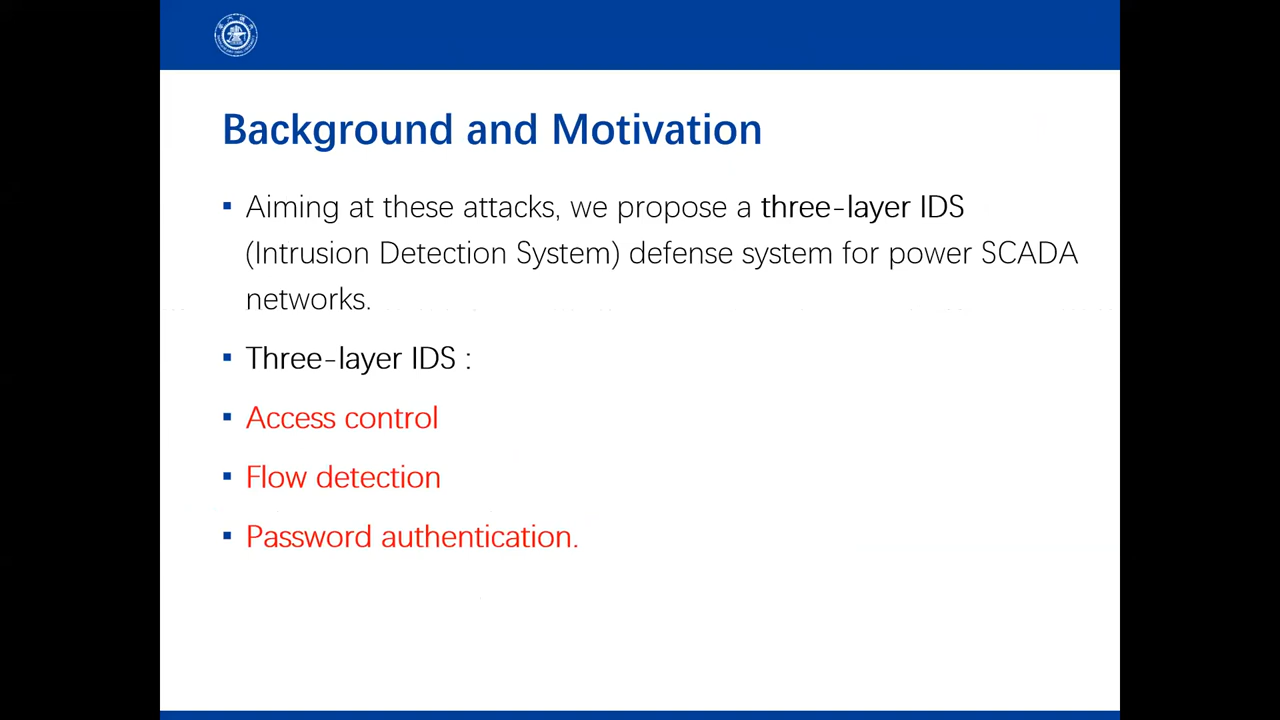 Background and Motivation
Aiming at these attacks, we propose a three-layer IDS
(Intrusion Detection System) defense system for power SCADA
networks.
Three-layer IDS :
Access control
Flow detection
Password authentication.